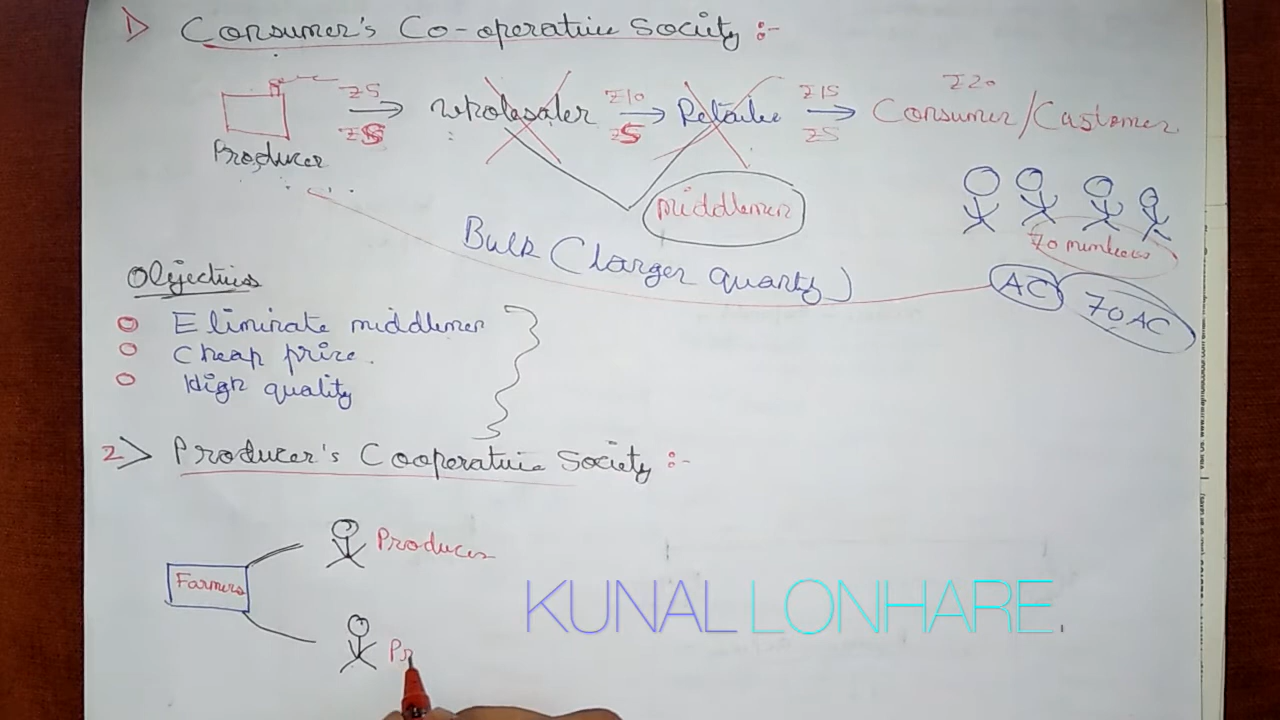 1) Consumer's Co-operative Society :-
₹5 ₹10 ₹15 ₹20
Wholesaler Retailer Consumer/Customer
₹5 ₹5 ₹5
Producer
middlemen
70 members
Bulk (larger quantity)
AC 70 AC
Objectives
Eliminate middlemen
Cheap price.
High quality
2> Producer's Cooperative Society :-
Producer
Farmers
KUNAL LONHARE
Pr